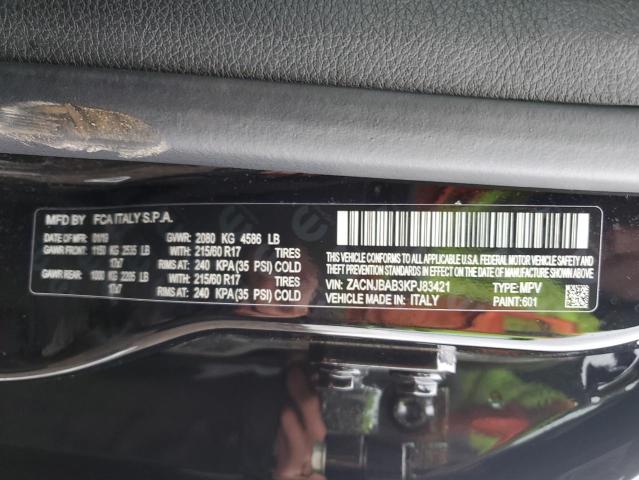 MFD BY FCA ITALY S.P.A.
DATE OF MFR 01/19 GVWR: 2080 KG 4586 LB
GAWR FRONT: 1150 KG 2535 LB WITH 215/60 R17 TIRES
17x7 RIMS AT: 240 KPA(35 PSI) COLD
GAWR REAR: 1000 KG 2205 LB WITH 215/60 R17 TIRES
17x7 RIMS AT: 240 KPA(35 PSI) COLD
THIS VEHICLE CONFORMS TO ALL APPLICABLE
U.S.A. FEDERAL MOTOR VEHICLE SAFETY, BUMPER, AND
THEFT PREVENTION STANDARDS IN EFFECT ON
THE DATE OF MANUFACTURE SHOWN ABOVE.
VIN: ZACNJBAB3KPJ83421 TYPE: MPV
VEHICLE MADE IN: ITALY PAINT:601